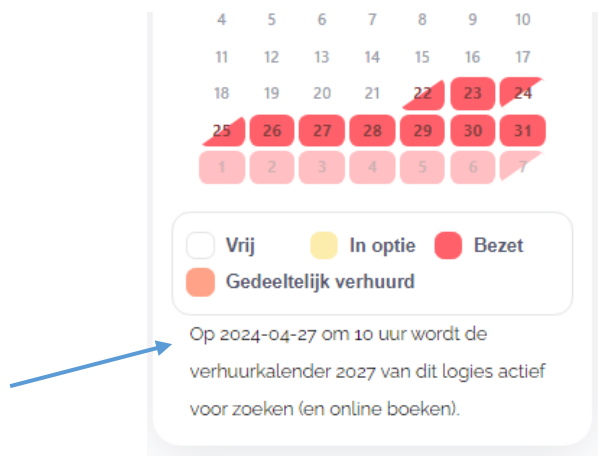 4 5 6 7 8 9 10
11 12 13 14 15 16 17
18 19 20 21 22 23 24
25 26 27 28 29 30 31
1 2 3 4 5 6 7
Vrij In optie Bezet
Gedeeltelijk verhuurd
Op 2024-04-27 om 10 uur wordt de
verhuurkalender 2027 van dit logies actief
voor zoeken (en online boeken).